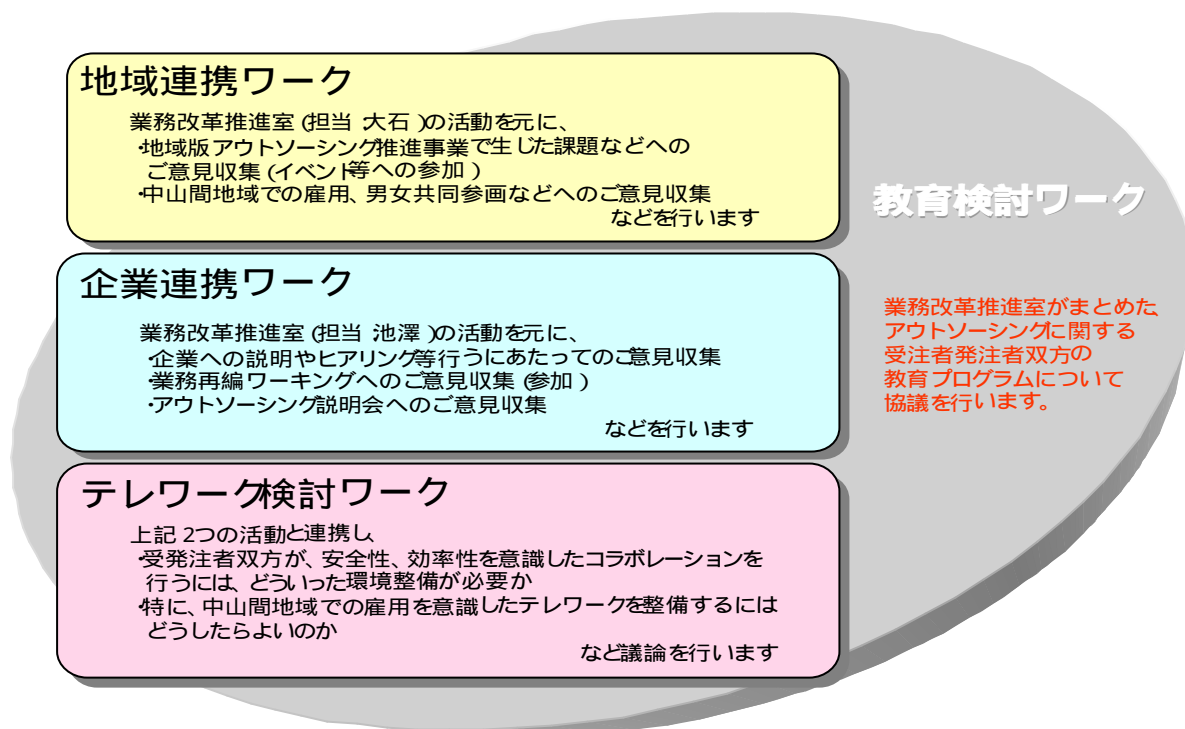 地域連携ワーク
業務改革推進室(担当:大石)の活動を元に、
・地域版アウトソーシング推進事業で生じた課題などへの
ご意見収集(イベント等への参加)
・中山間地域での雇用、男女共同参画などへのご意見収集
などを行います
企業連携ワーク
業務改革推進室(担当:池澤)の活動を元に、
・企業への説明やヒアリング等行うにあたってのご意見収集
・業務再編ワーキングへのご意見収集(参加)
・アウトソーシング説明会へのご意見収集
などを行います
テレワーク検討ワーク
上記2つの活動と連携し、
・受発注者双方が、安全性、効率性を意識したコラボレーションを
行うには、どういった環境整備が必要か
・特に、中山間地域での雇用を意識したテレワークを整備するには
どうしたらよいのか
など議論を行います
教育検討ワーク
業務改革推進室がまとめた、
アウトソーシングに関する
受注者発注者双方の
教育プログラムについて
協議を行います。